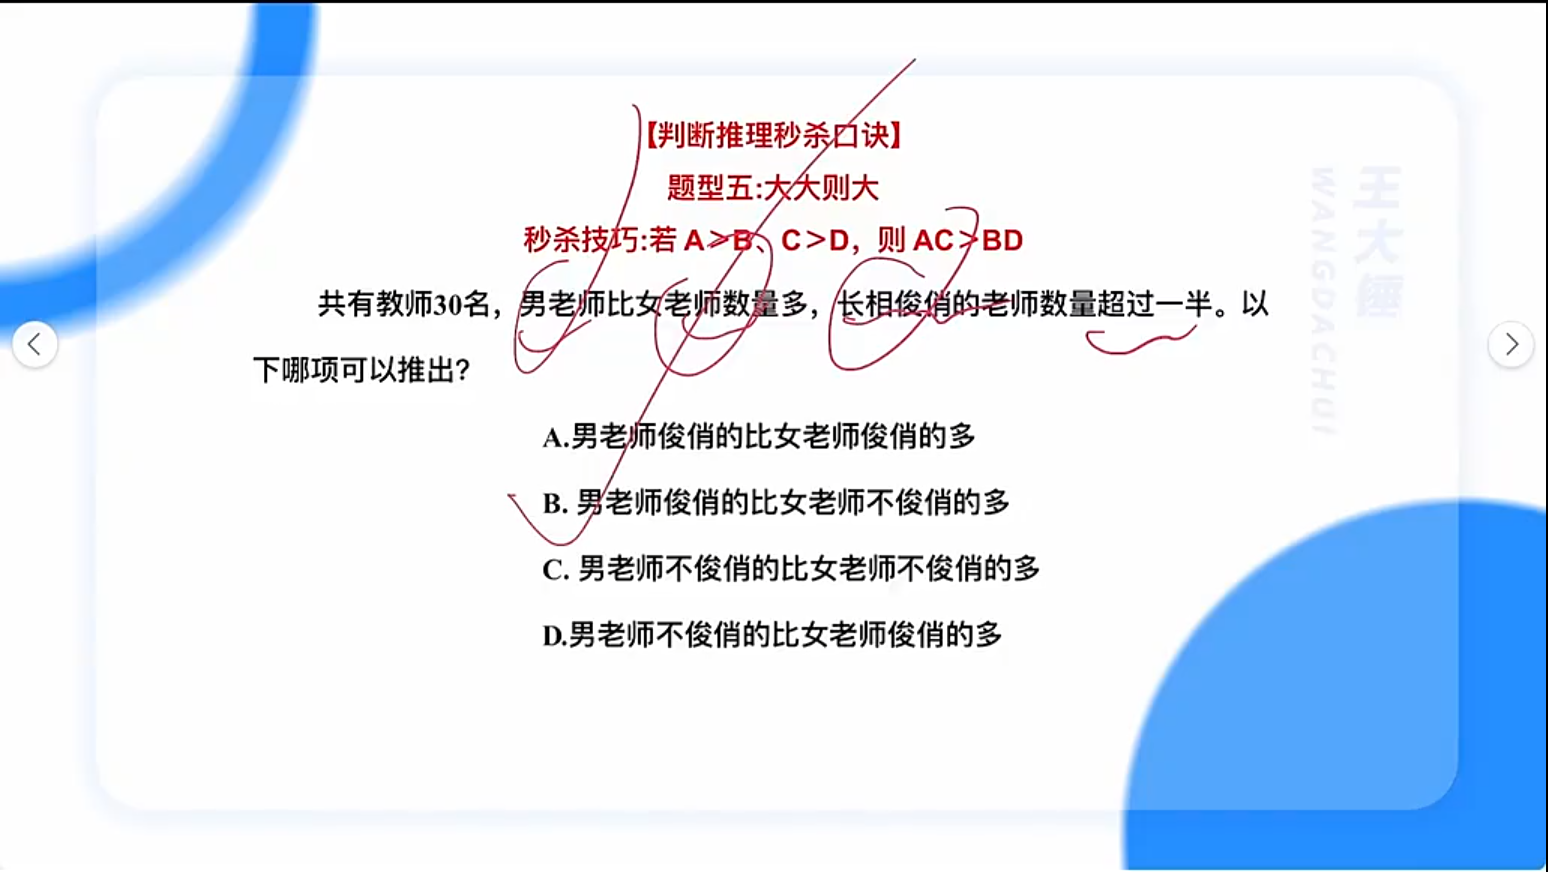 【判断推理秒杀口诀】
题型五:大大则大
秒杀技巧:若 A>B、C>D，则 AC>BD
共有教师30名，男老师比女老师数量多，长相俊俏的老师数量超过一半。以
下哪项可以推出?
A.男老师俊俏的比女老师俊俏的多
B. 男老师俊俏的比女老师不俊俏的多
C. 男老师不俊俏的比女老师不俊俏的多
D.男老师不俊俏的比女老师俊俏的多
王大
WANGDACHUI